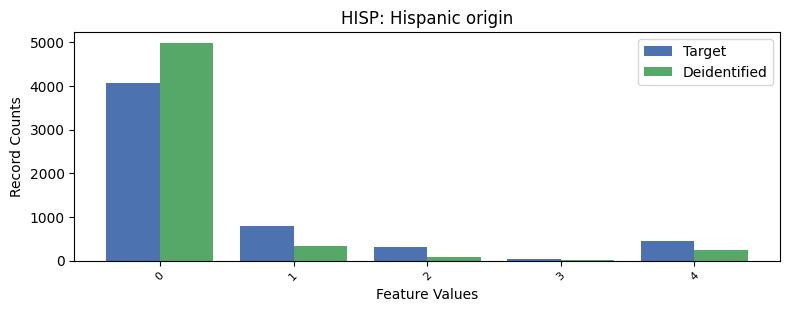 HISP: Hispanic origin
Record Counts
5000
4000
3000
2000
1000
0
Target
Deidentified
0 1 2 3 4
Feature Values